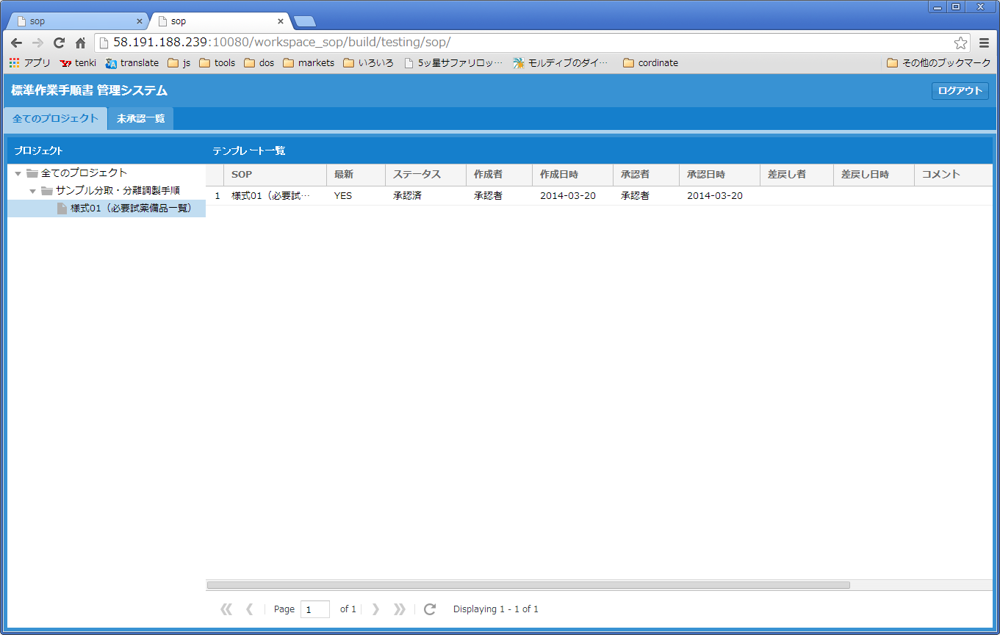 sop
sop
58.191.188.239:10080/workspace_sop/build/testing/sop/
アプリ tenki translate js tools dos markets いろいろ 5ッ星サファリロッ… モルディブのダイ… cordinate その他のブックマーク
標準作業手順書 管理システム ログアウト
全てのプロジェクト 未承認一覧
プロジェクト テンプレート一覧
全てのプロジェクト
サンプル分取・分離調製手順
様式01（必要試薬備品一覧）
SOP 最新 ステータス 作成者 作成日時 承認者 承認日時 差戻し者 差戻し日時 コメント
1 様式01（必要試… YES 承認済 承認者 2014-03-20 承認者 2014-03-20
Page 1 of 1 Displaying 1 - 1 of 1